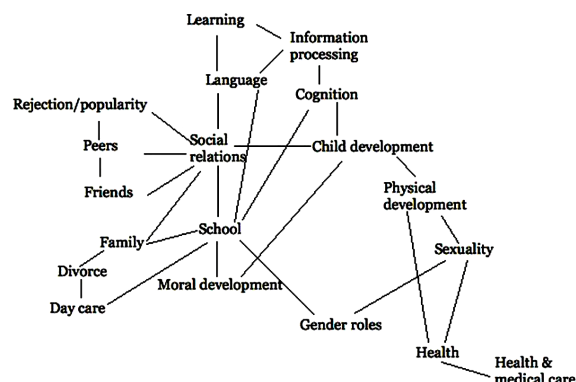 Learning
Information
processing
Language
Cognition
Rejection/popularity
Social
relations
Peers
Child development
Friends
Physical
development
School
Family
Sexuality
Divorce
Moral development
Day care
Gender roles
Health
Health &
medical care